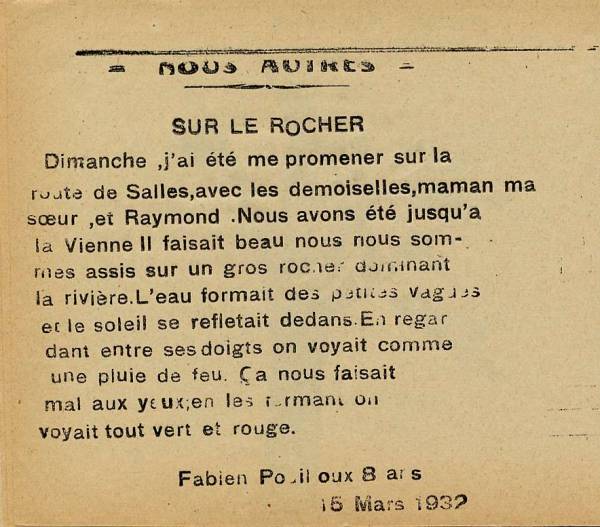 = NOUS AUTRES =
SUR LE ROCHER
Dimanche ,j'ai été me promener sur la
route de Salles,avec les demoiselles,maman ma
sœur ,et Raymond .Nous avons été jusqu'a
la Vienne Il faisait beau nous nous som-
mes assis sur un gros rocher dominant
la rivière.L'eau formait des petites vagues
et le soleil se refletait dedans.En regar
dant entre ses doigts on voyait comme
une pluie de feu. Ça nous faisait
mal aux yeux;en les fermant on
voyait tout vert et rouge.
Fabien 8 ans
15 Mars 1932